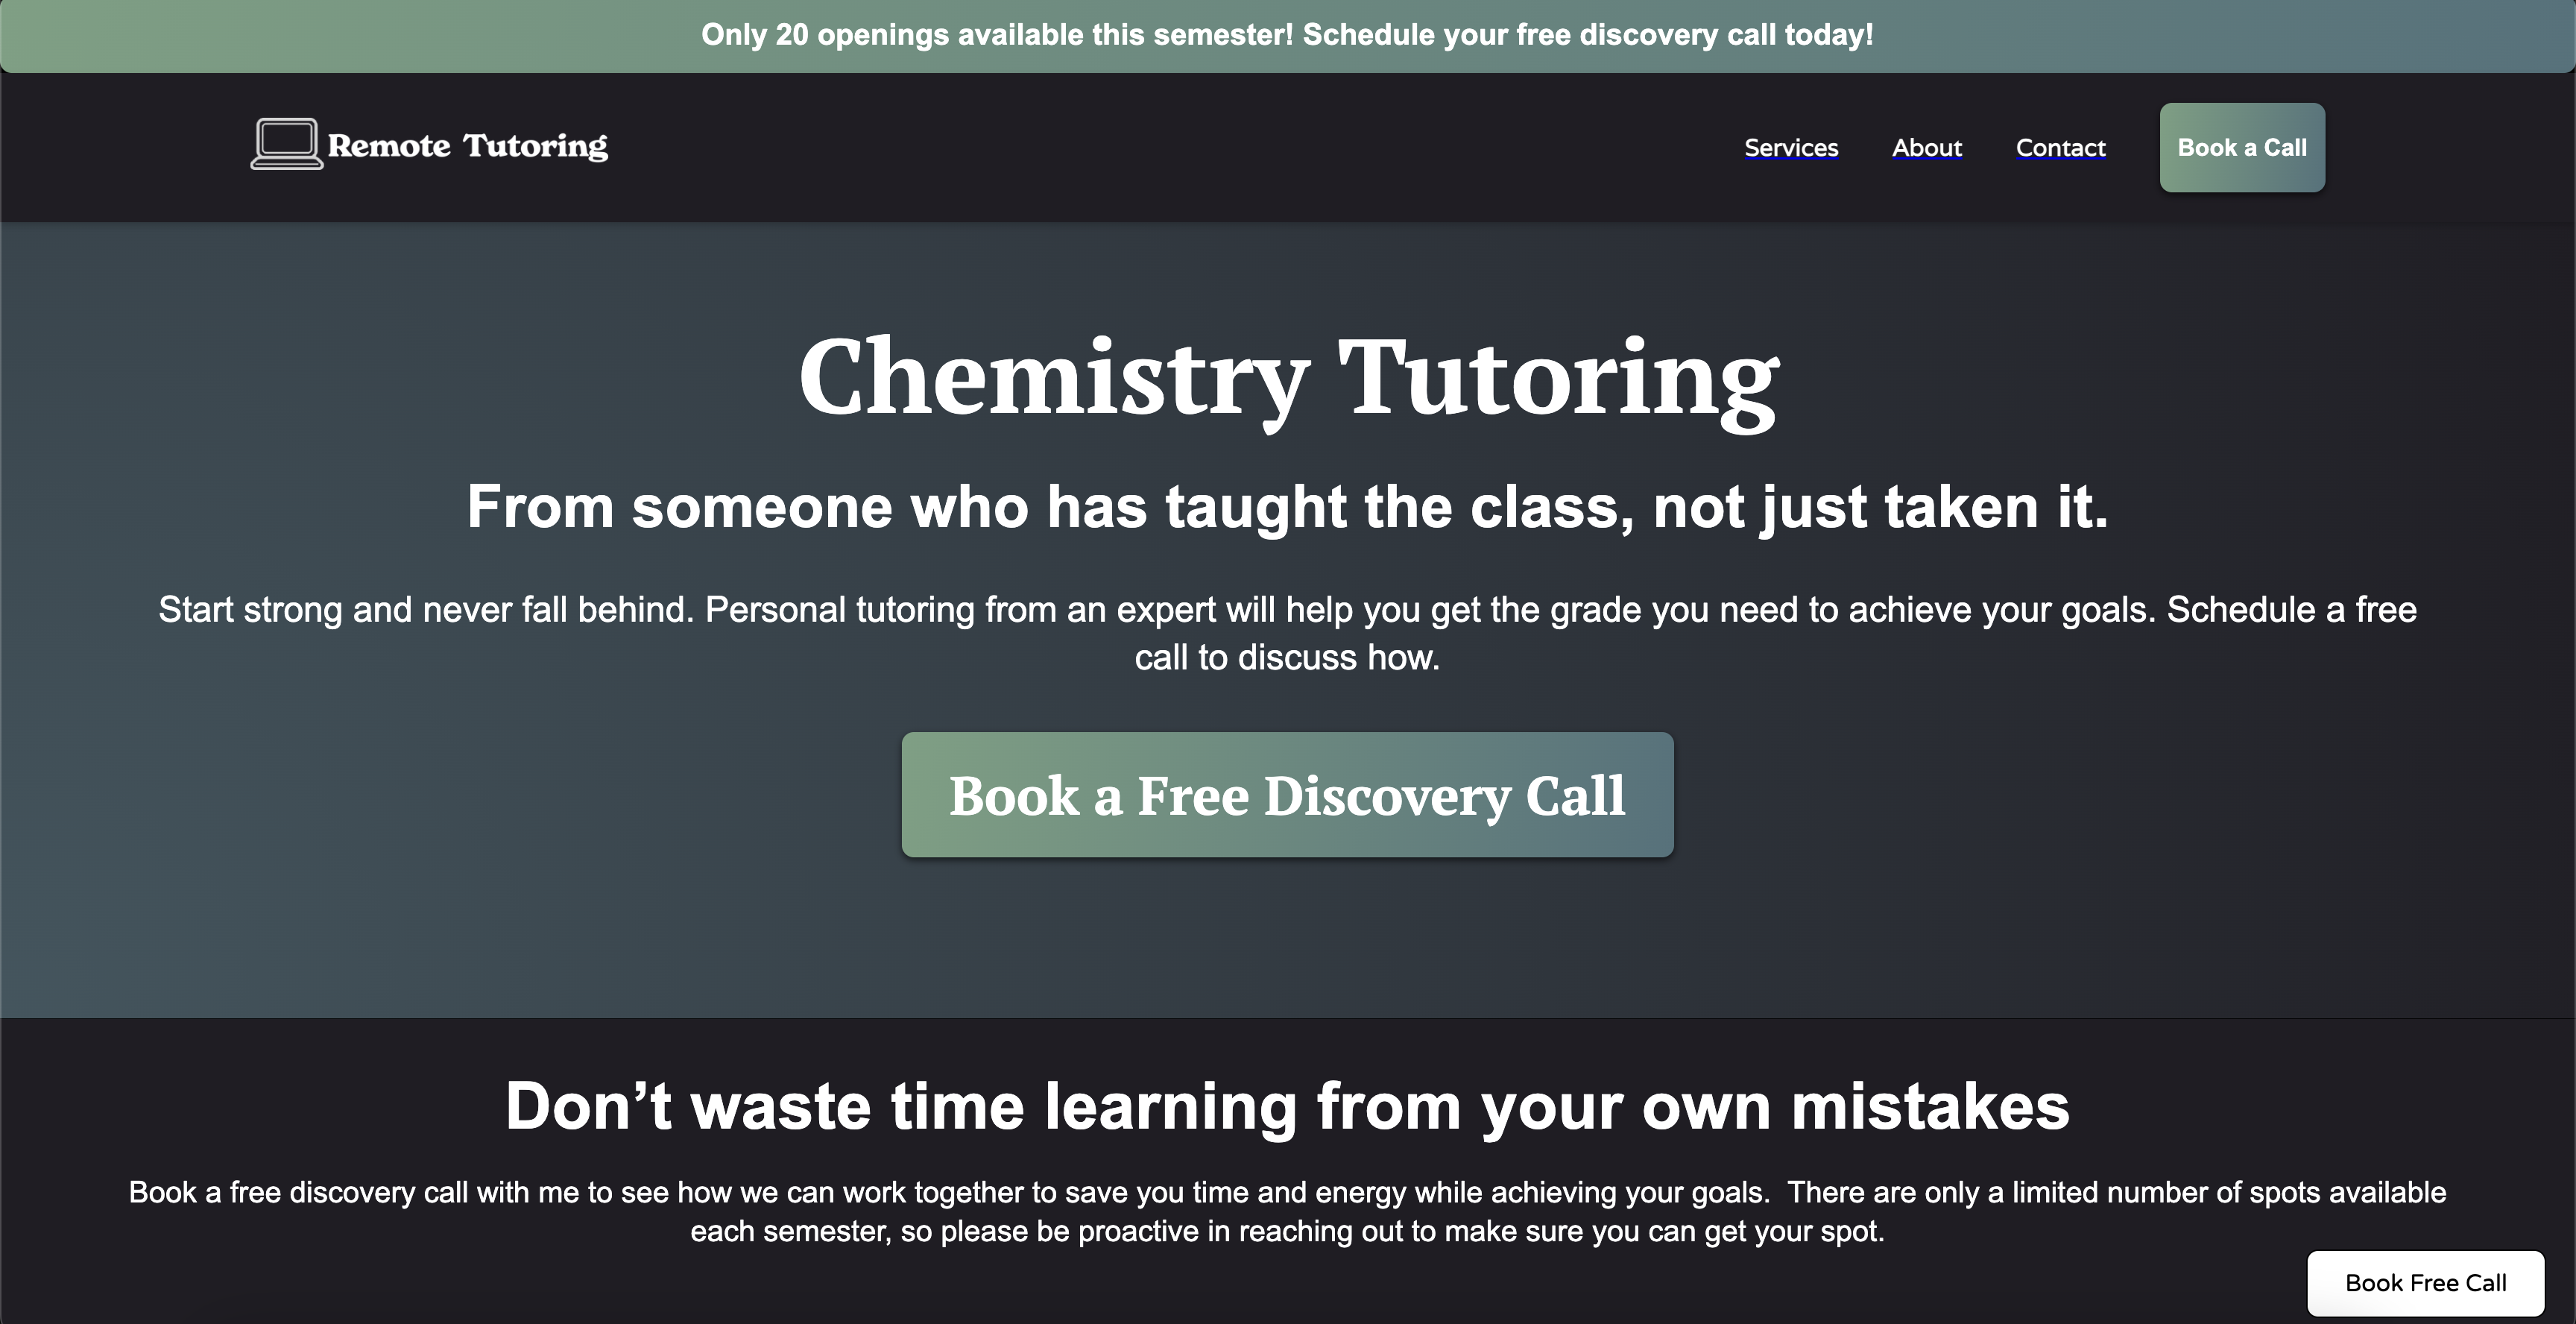 Only 20 openings available this semester! Schedule your free discovery call today!
Remote Tutoring
Services
About
Contact
Book a Call
Chemistry Tutoring
From someone who has taught the class, not just taken it.
Start strong and never fall behind. Personal tutoring from an expert will help you get the grade you need to achieve your goals. Schedule a free
call to discuss how.
Book a Free Discovery Call
Don’t waste time learning from your own mistakes
Book a free discovery call with me to see how we can work together to save you time and energy while achieving your goals.  There are only a limited number of spots available
each semester, so please be proactive in reaching out to make sure you can get your spot.
Book Free Call